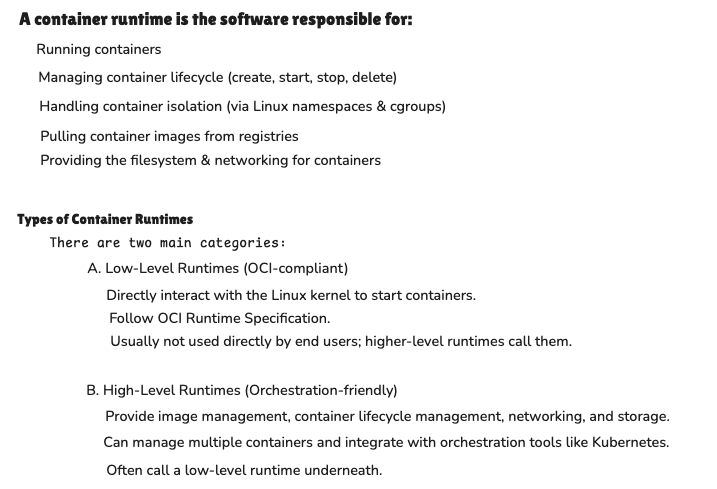 A container runtime is the software responsible for:
Running containers
Managing container lifecycle (create, start, stop, delete)
Handling container isolation (via Linux namespaces & cgroups)
Pulling container images from registries
Providing the filesystem & networking for containers
Types of Container Runtimes
There are two main categories:
A. Low-Level Runtimes (OCI-compliant)
Directly interact with the Linux kernel to start containers.
Follow OCI Runtime Specification.
Usually not used directly by end users; higher-level runtimes call them.
B. High-Level Runtimes (Orchestration-friendly)
Provide image management, container lifecycle management, networking, and storage.
Can manage multiple containers and integrate with orchestration tools like Kubernetes.
Often call a low-level runtime underneath.